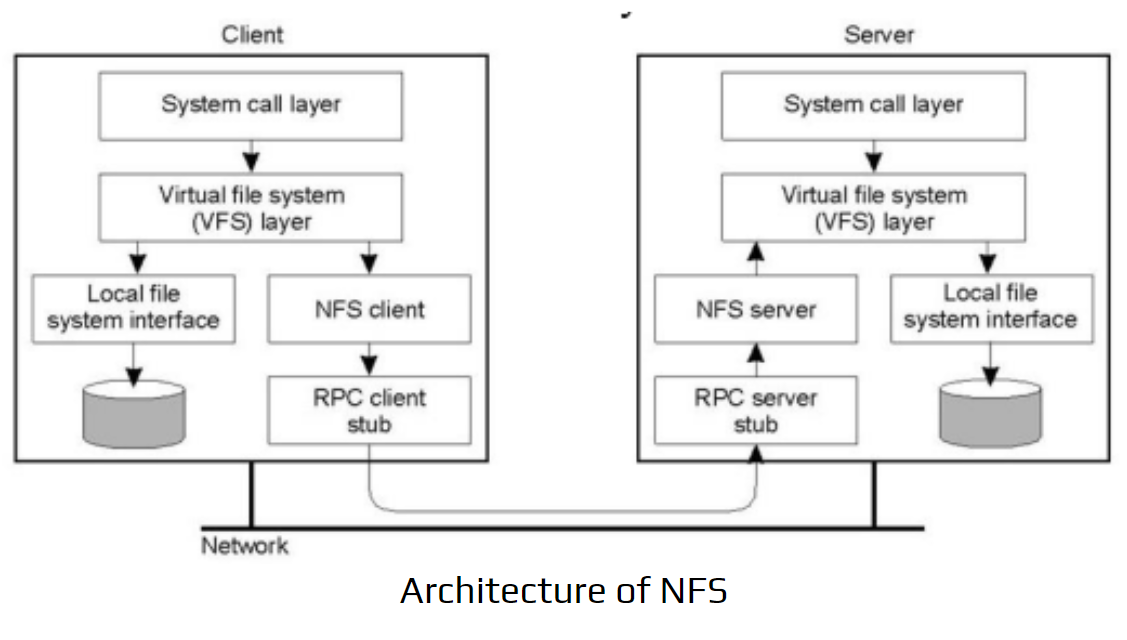 Client
System call layer
Virtual file system
(VFS) layer
Local file
system interface
NFS client
RPC client
stub
Server
System call layer
Virtual file system
(VFS) layer
NFS server
Local file
system interface
RPC server
stub
Network
Architecture of NFS